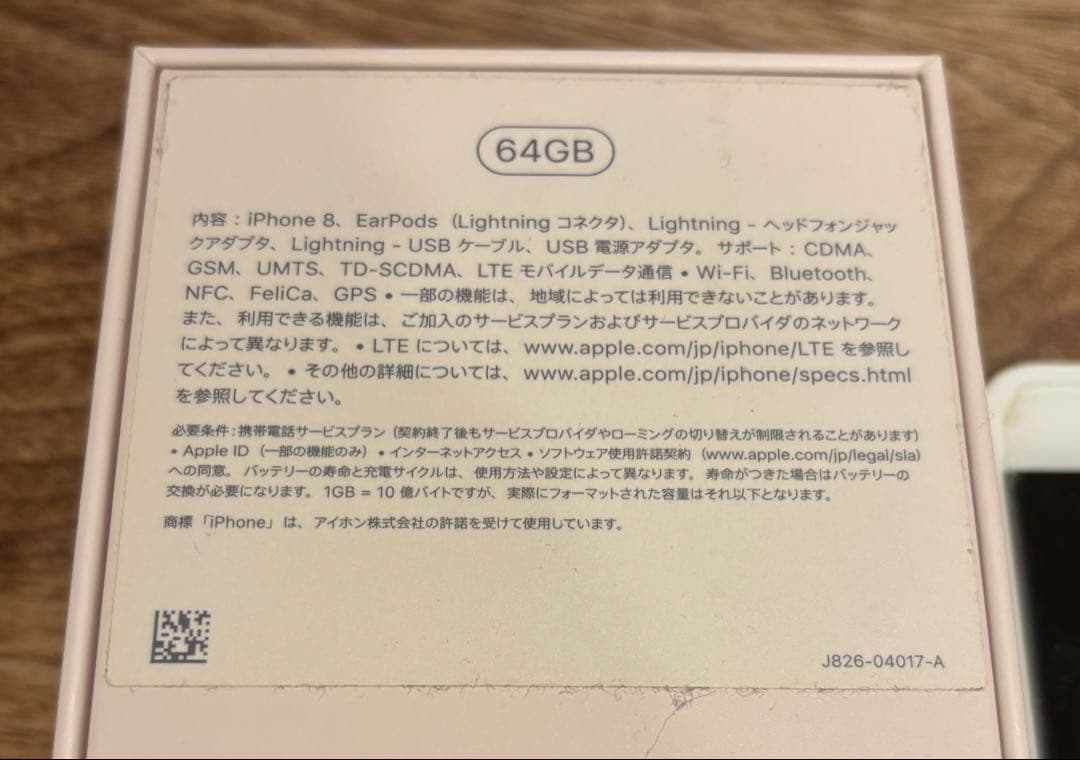 64GB
内容：iPhone 8、EarPods（Lightning コネクタ）、Lightning - ヘッドフォンジャッ
クアダプタ、Lightning - USB ケーブル、USB 電源アダプタ。サポート：CDMA、
GSM、UMTS、TD-SCDMA、LTE モバイルデータ通信 • Wi-Fi、Bluetooth、
NFC、FeliCa、GPS • 一部の機能は、地域によっては利用できないことがあります。
また、利用できる機能は、ご加入のサービスプランおよびサービスプロバイダのネットワーク
によって異なります。 • LTE については、www.apple.com/jp/iphone/LTE を参照し
てください。 • その他の詳細については、www.apple.com/jp/iphone/specs.html
を参照してください。
必要条件：携帯電話サービスプラン（契約終了後もサービスプロバイダやローミングの切り替えが制限されることがあります）
• Apple ID（一部の機能のみ）• インターネットアクセス • ソフトウェア使用許諾契約（www.apple.com/jp/legal/sla）
への同意。バッテリーの寿命と充電サイクルは、使用方法や設定によって異なります。寿命がつきた場合はバッテリーの
交換が必要になります。1GB = 10 億バイトですが、実際にフォーマットされた容量はそれ以下となります。
商標「iPhone」は、アイホン株式会社の許諾を受けて使用しています。
J826-04017-A